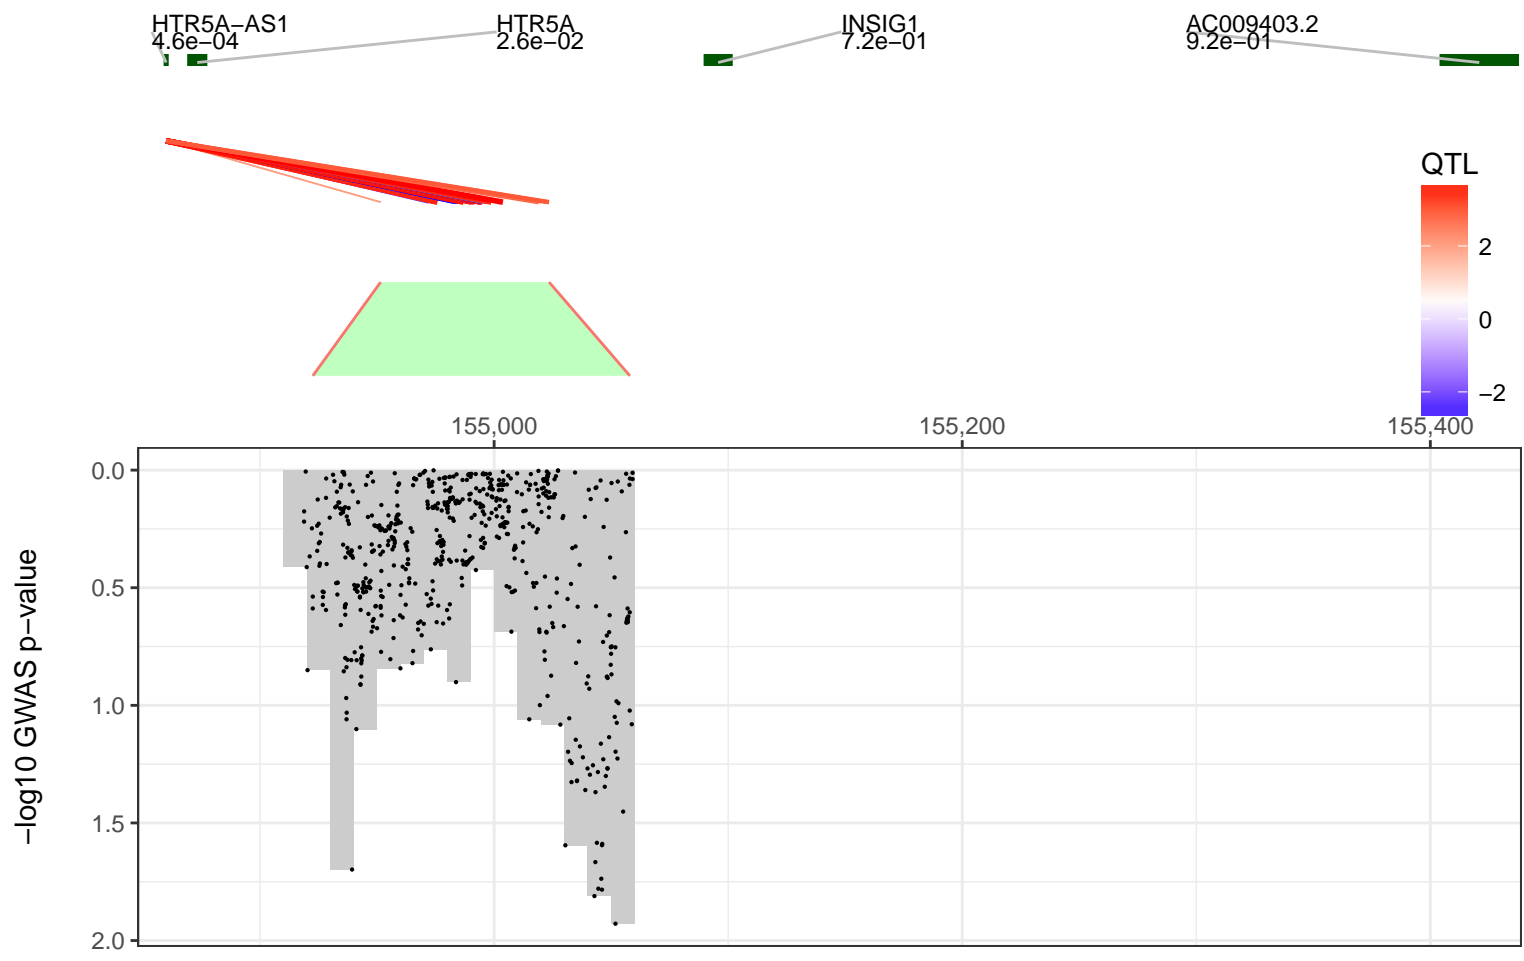 HTR5A−AS1
4.6e−04
HTR5A
2.6e−02
INSIG1
7.2e−01
AC009403.2
9.2e−01
QTL
2
0
−2
155,000
155,200
155,400
0.0
0.5
1.0
1.5
2.0
−log10 GWAS p−value